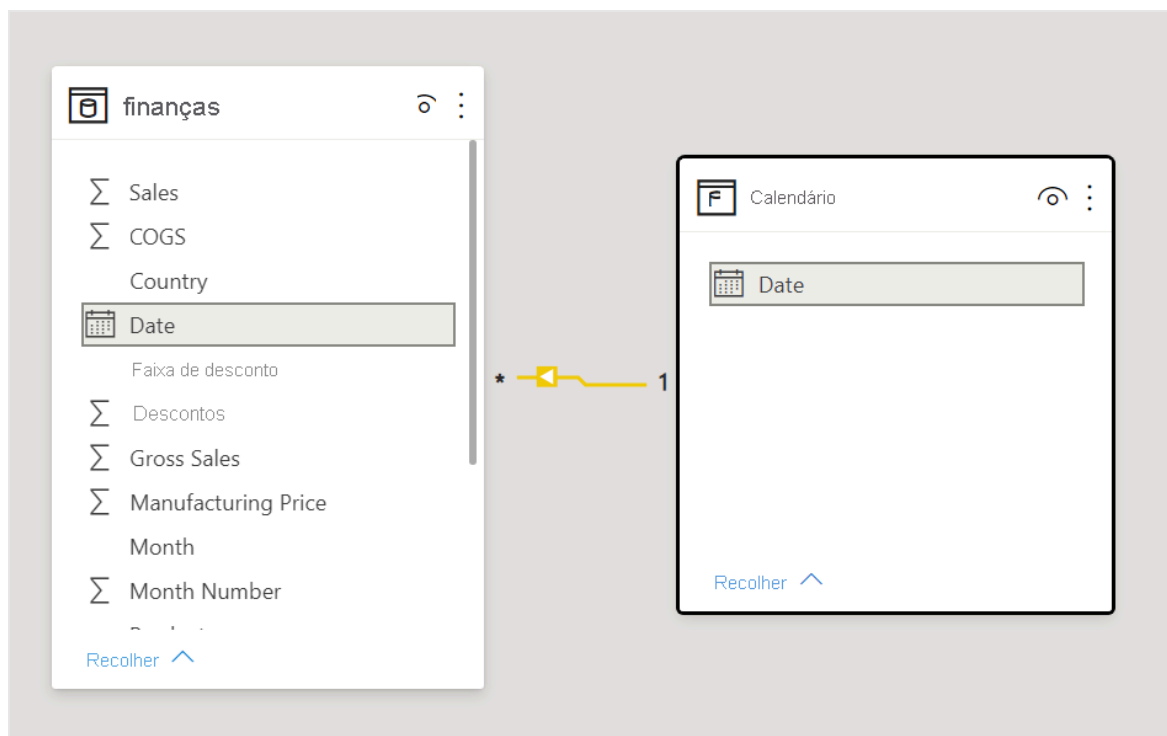 finanças
Sales
COGS
Country
Date
Faixa de desconto
Descontos
Gross Sales
Manufacturing Price
Month
Month Number
Recolher
* 1
Calendário
Date
Recolher